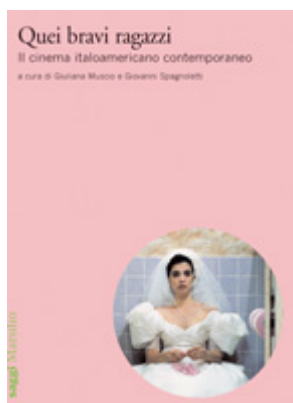 Quei bravi ragazzi
Il cinema italoamericano contemporaneo
a cura di Giuliana Muscio e Giovanni Spagnoletti
saggi Marsilio